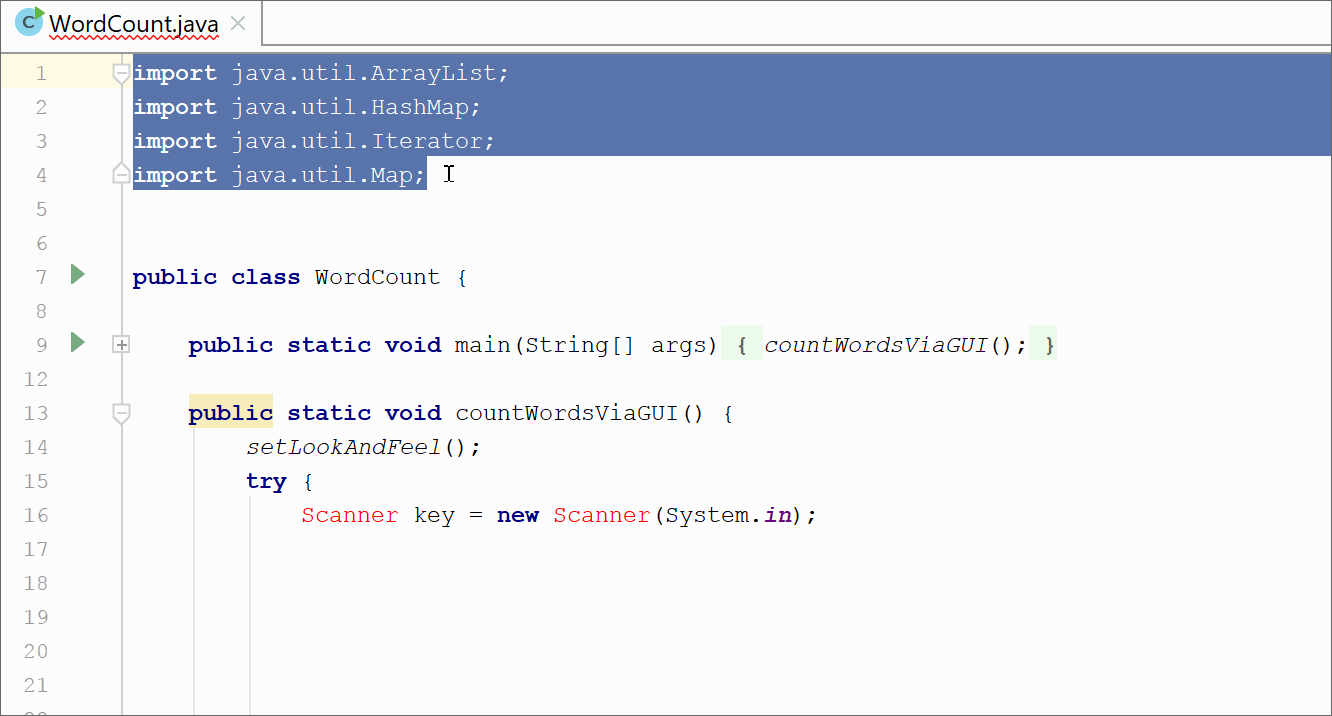 C WordCount.java
1 import java.util.ArrayList;
2 import java.util.HashMap;
3 import java.util.Iterator;
4 import java.util.Map;
5
6
7 public class WordCount {
8
9 public static void main(String[] args) { countWordsViaGUI(); }
12
13 public static void countWordsViaGUI() {
14 setLookAndFeel();
15 try {
16 Scanner key = new Scanner(System.in);
17
18
19
20
21